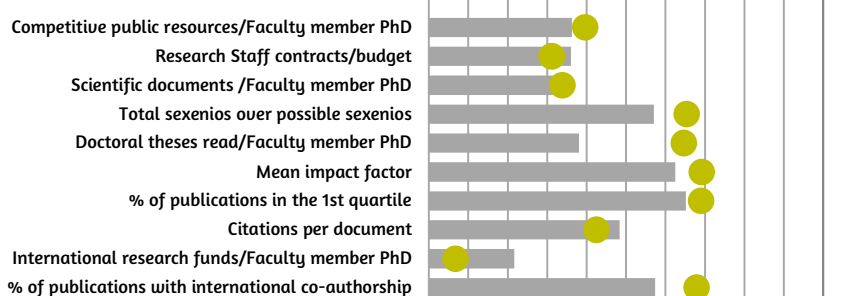 Competitive public resources/Faculty member PhD
Research Staff contracts/budget
Scientific documents /Faculty member PhD
Total sexenios over possible sexenios
Doctoral theses read/Faculty member PhD
Mean impact factor
% of publications in the 1st quartile
Citations per document
International research funds/Faculty member PhD
% of publications with international co-authorship